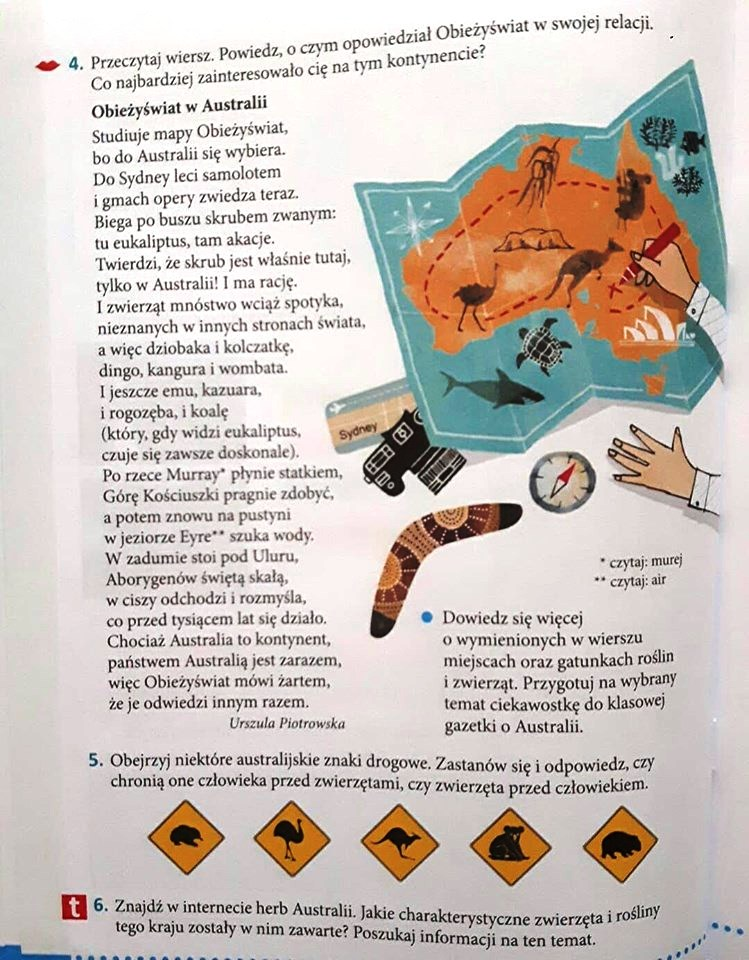 4. Przeczytaj wiersz. Powiedz, o czym opowiedział Obieżyświat w swojej relacji.
Co najbardziej zainteresowało cię na tym kontynencie?
Obieżyświat w Australii
Studiuje mapy Obieżyświat,
bo do Australii się wybiera.
Do Sydney leci samolotem
i gmach opery zwiedza teraz.
Biega po buszu skrubem zwanym:
tu eukaliptus, tam akacje.
Twierdzi, że skrub jest właśnie tutaj,
tylko w Australii! I ma rację.
I zwierząt mnóstwo wciąż spotyka,
nieznanych w innych stronach świata,
a więc dziobaka i kolczatkę,
dingo, kangura i wombata.
I jeszcze emu, kazuara,
i rogozęba, i koalę
(który, gdy widzi eukaliptus,
czuje się zawsze doskonale).
Po rzece Murray* płynie statkiem,
Górę Kościuszki pragnie zdobyć,
a potem znowu na pustyni
w jeziorze Eyre** szuka wody.
W zadumie stoi pod Uluru,
Aborygenów świętą skałą,
w ciszy odchodzi i rozmyśla,
co przed tysiącem lat się działo.
Chociaż Australia to kontynent,
państwem Australią jest zarazem,
więc Obieżyświat mówi żartem,
że je odwiedzi innym razem.
Urszula Piotrowska
Sydney
* czytaj: murej
** czytaj: air
Dowiedz się więcej
o wymienionych w wierszu
miejscach oraz gatunkach roślin
i zwierząt. Przygotuj na wybrany
temat ciekawostkę do klasowej
gazetki o Australii.
5. Obejrzyj niektóre australijskie znaki drogowe. Zastanów się i odpowiedz, czy
chronią one człowieka przed zwierzętami, czy zwierzęta przed człowiekiem.
t 6. Znajdź w internecie herb Australii. Jakie charakterystyczne zwierzęta i rośliny
tego kraju zostały w nim zawarte? Poszukaj informacji na ten temat.